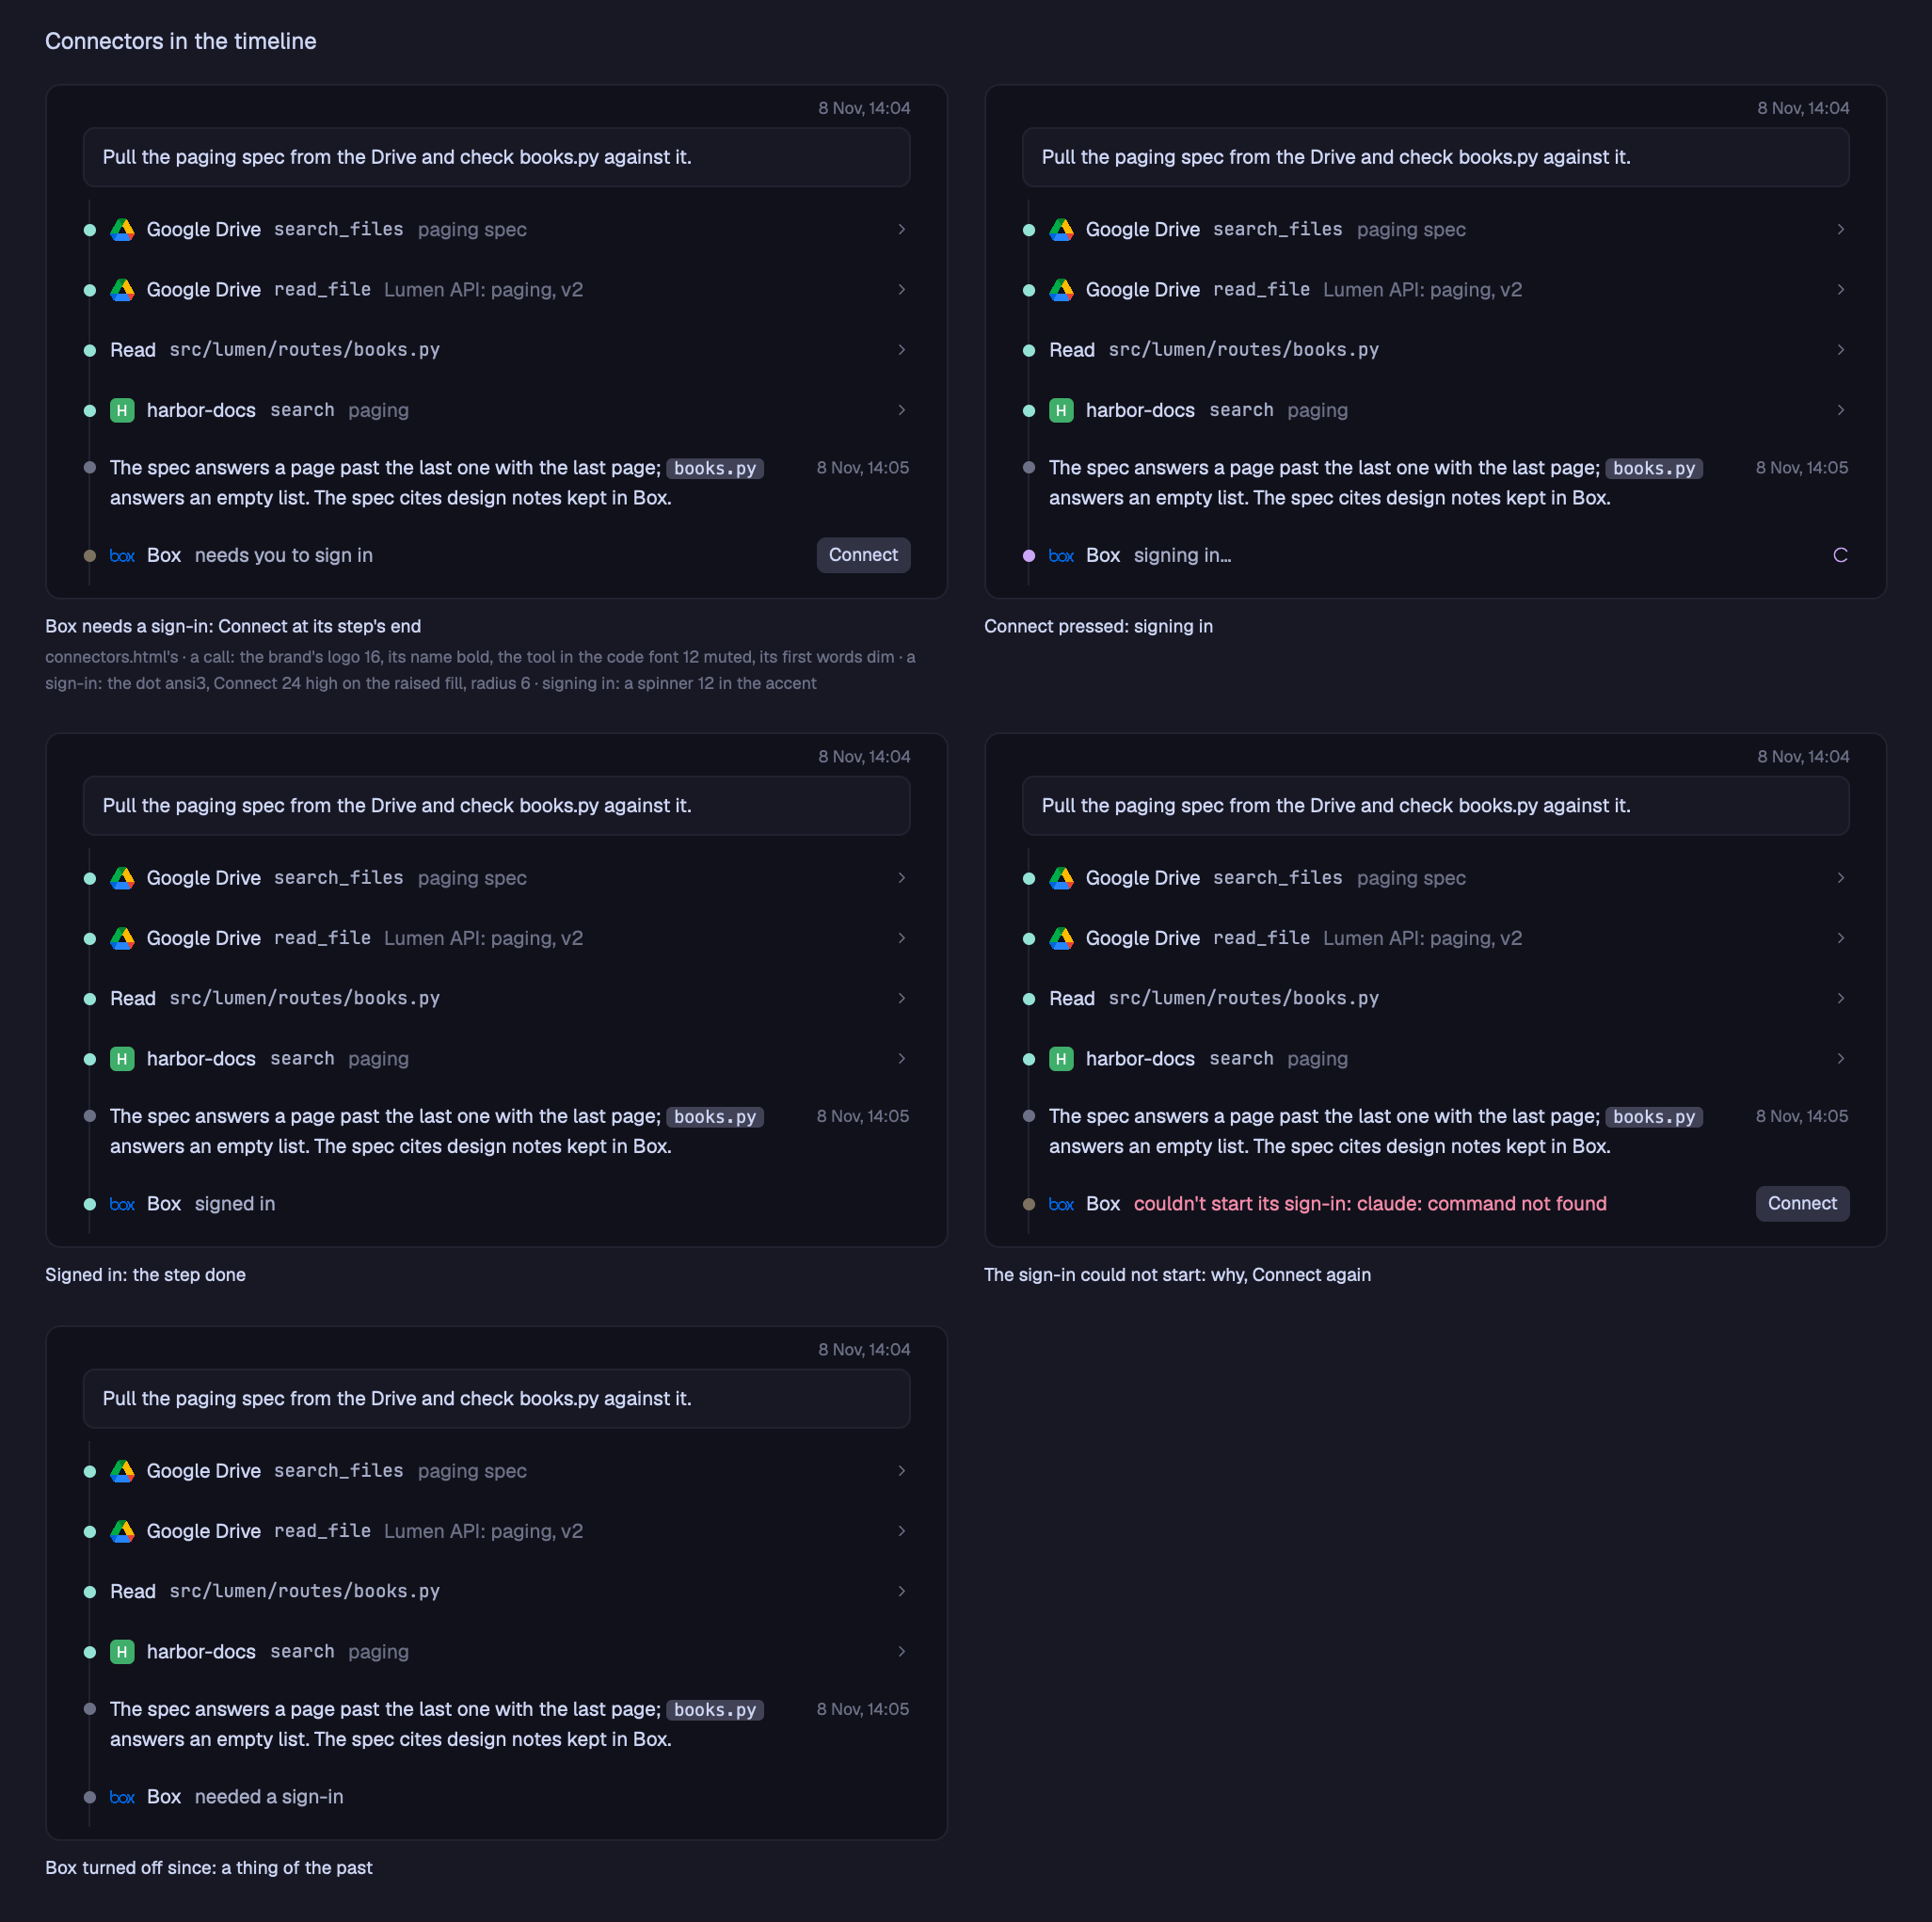 Connectors in the timeline
8 Nov, 14:04
Pull the paging spec from the Drive and check books.py against it.
Google Drive search_files paging spec
Google Drive read_file Lumen API: paging, v2
Read src/lumen/routes/books.py
H harbor-docs search paging
The spec answers a page past the last one with the last page; books.py 8 Nov, 14:05
answers an empty list. The spec cites design notes kept in Box.
box Box needs you to sign in Connect
Box needs a sign-in: Connect at its step's end
connectors.html's · a call: the brand's logo 16, its name bold, the tool in the code font 12 muted, its first words dim · a
sign-in: the dot ansi3, Connect 24 high on the raised fill, radius 6 · signing in: a spinner 12 in the accent
8 Nov, 14:04
Pull the paging spec from the Drive and check books.py against it.
Google Drive search_files paging spec
Google Drive read_file Lumen API: paging, v2
Read src/lumen/routes/books.py
H harbor-docs search paging
The spec answers a page past the last one with the last page; books.py 8 Nov, 14:05
answers an empty list. The spec cites design notes kept in Box.
box Box signing in…
Connect pressed: signing in
8 Nov, 14:04
Pull the paging spec from the Drive and check books.py against it.
Google Drive search_files paging spec
Google Drive read_file Lumen API: paging, v2
Read src/lumen/routes/books.py
H harbor-docs search paging
The spec answers a page past the last one with the last page; books.py 8 Nov, 14:05
answers an empty list. The spec cites design notes kept in Box.
box Box signed in
Signed in: the step done
8 Nov, 14:04
Pull the paging spec from the Drive and check books.py against it.
Google Drive search_files paging spec
Google Drive read_file Lumen API: paging, v2
Read src/lumen/routes/books.py
H harbor-docs search paging
The spec answers a page past the last one with the last page; books.py 8 Nov, 14:05
answers an empty list. The spec cites design notes kept in Box.
box Box couldn't start its sign-in: claude: command not found Connect
The sign-in could not start: why, Connect again
8 Nov, 14:04
Pull the paging spec from the Drive and check books.py against it.
Google Drive search_files paging spec
Google Drive read_file Lumen API: paging, v2
Read src/lumen/routes/books.py
H harbor-docs search paging
The spec answers a page past the last one with the last page; books.py 8 Nov, 14:05
answers an empty list. The spec cites design notes kept in Box.
box Box needed a sign-in
Box turned off since: a thing of the past